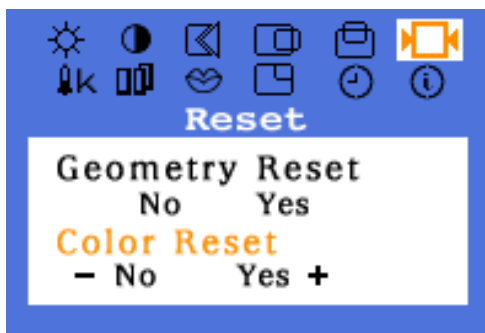 K
Reset
Geometry Reset
No Yes
Color Reset
– No Yes +